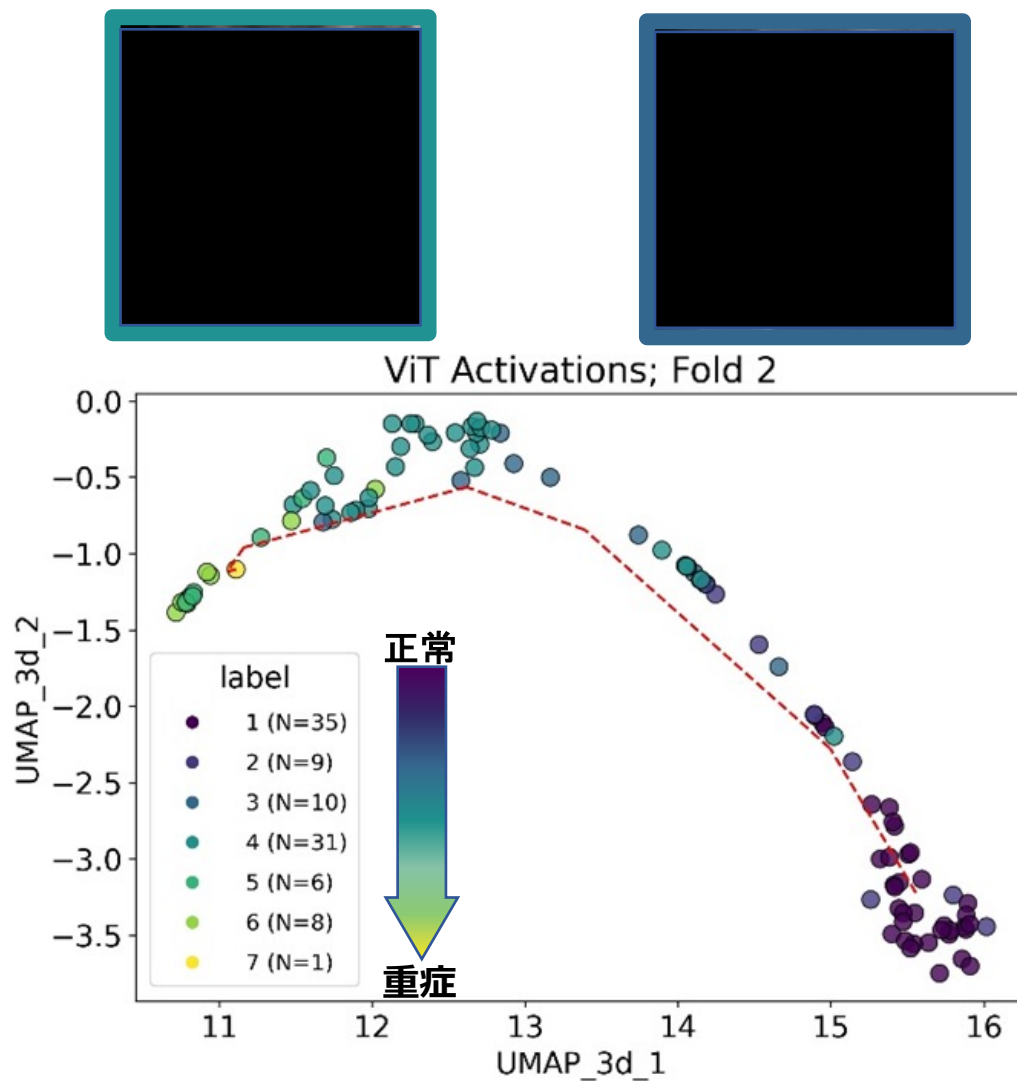 ViT Activations; Fold 2
0.0
−0.5
−1.0
−1.5
−2.0
−2.5
−3.0
−3.5
UMAP_3d_2
正常
重症
label
1 (N=35)
2 (N=9)
3 (N=10)
4 (N=31)
5 (N=6)
6 (N=8)
7 (N=1)
11 12 13 14 15 16
UMAP_3d_1